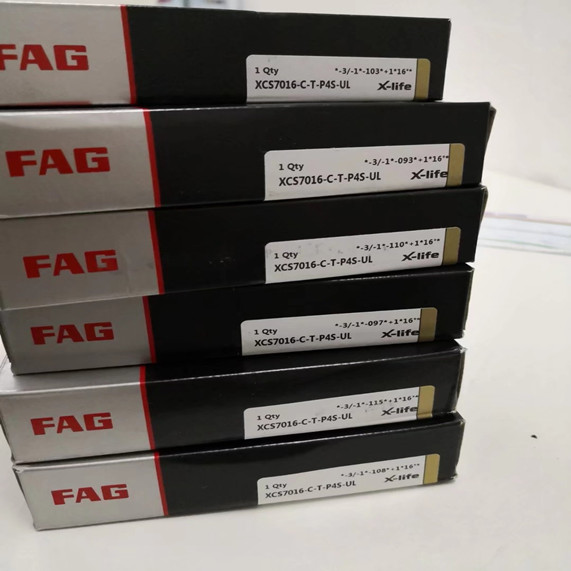 FAG
1 Qty *-3/-1*-103*+1*16'*
XCS7016-C-T-P4S-UL X-life
FAG
1 Qty *-3/-1*-093*+1*16'*
XCS7016-C-T-P4S-UL X-life
FAG
1 Qty *-3/-1*-110*+1*16'*
XCS7016-C-T-P4S-UL X-life
FAG
1 Qty *-3/-1*-097*+1*16'*
XCS7016-C-T-P4S-UL X-life
FAG
1 Qty *-3/-1*-115*+1*16'*
XCS7016-C-T-P4S-UL X-life
FAG
1 Qty *-3/-1*-108*+1*16'*
XCS7016-C-T-P4S-UL X-life